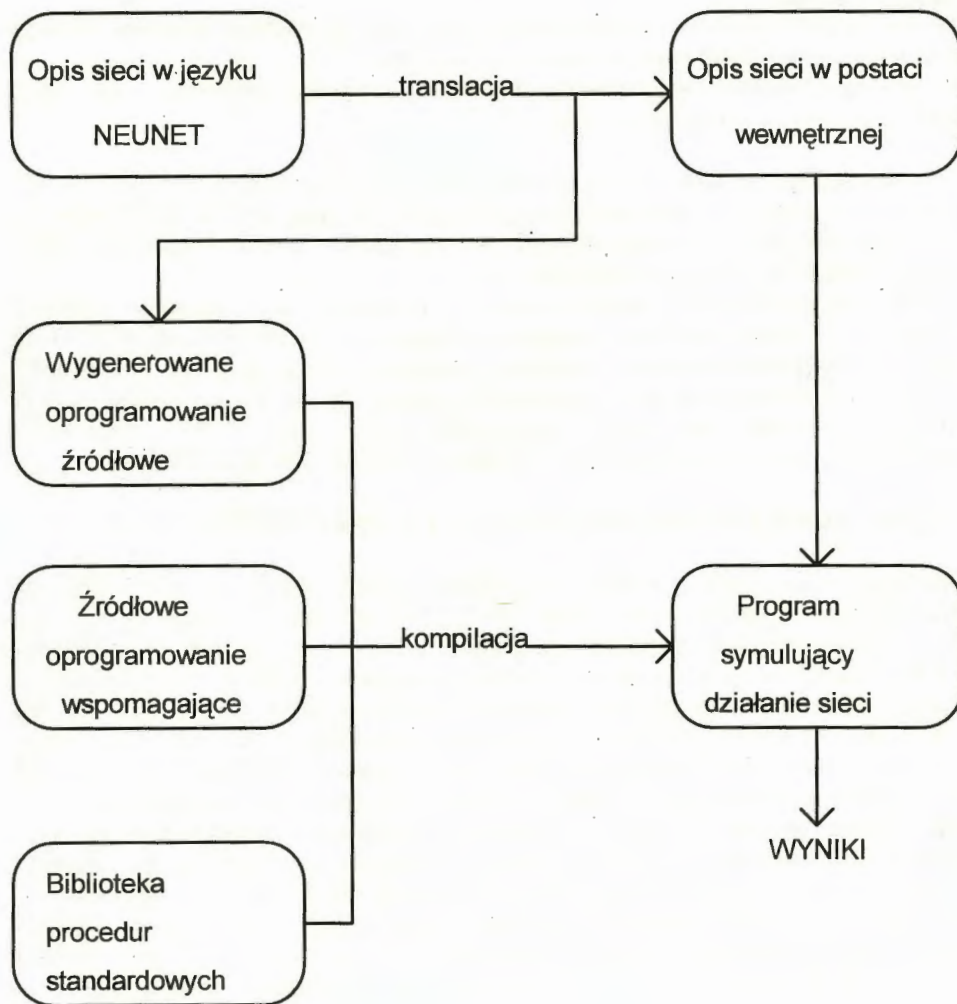 Opis sieci w języku
NEUNET
translacja
Opis sieci w postaci
wewnętrznej
Wygenerowane
oprogramowanie
źródłowe
Źródłowe
oprogramowanie
wspomagające
kompilacja
Program
symulujący
działanie sieci
Biblioteka
procedur
standardowych
WYNIKI